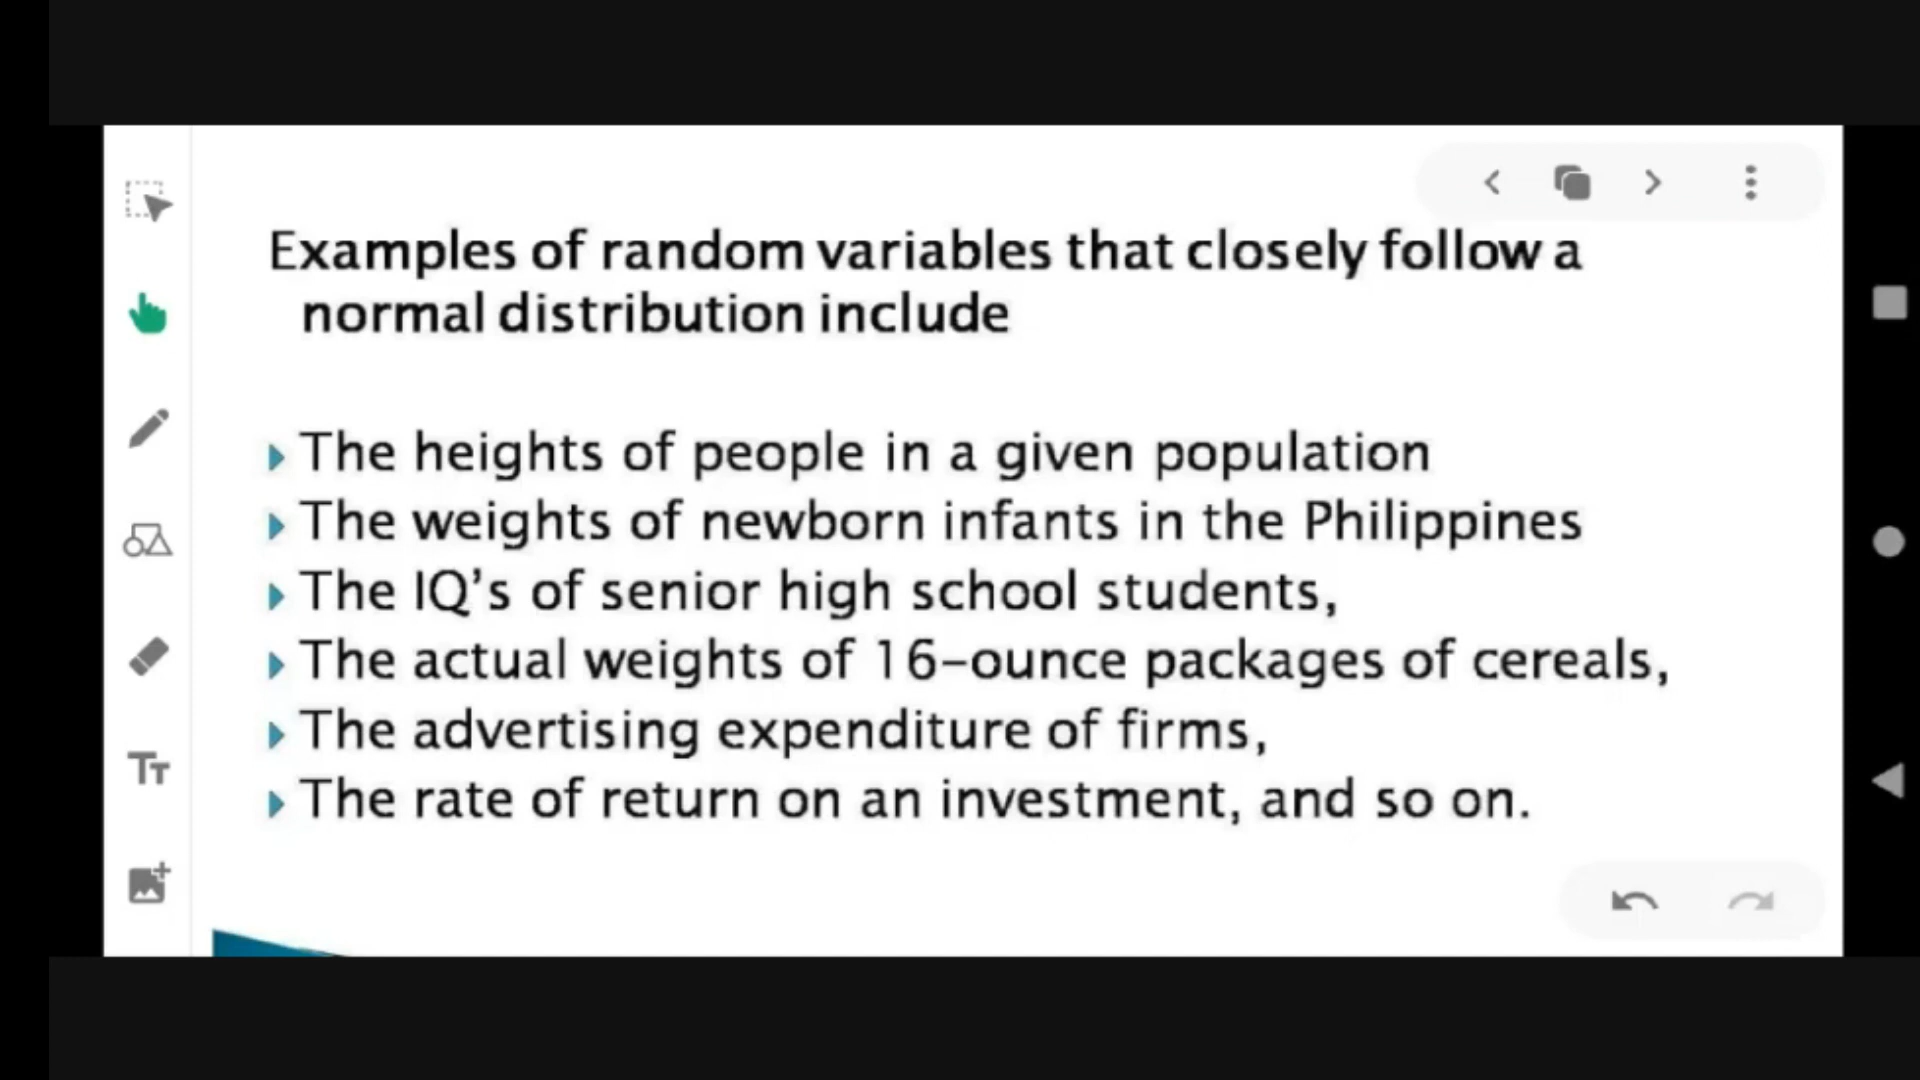 Examples of random variables that closely follow a
normal distribution include
The heights of people in a given population
The weights of newborn infants in the Philippines
The IQ's of senior high school students,
The actual weights of 16-ounce packages of cereals,
The advertising expenditure of firms,
The rate of return on an investment, and so on.